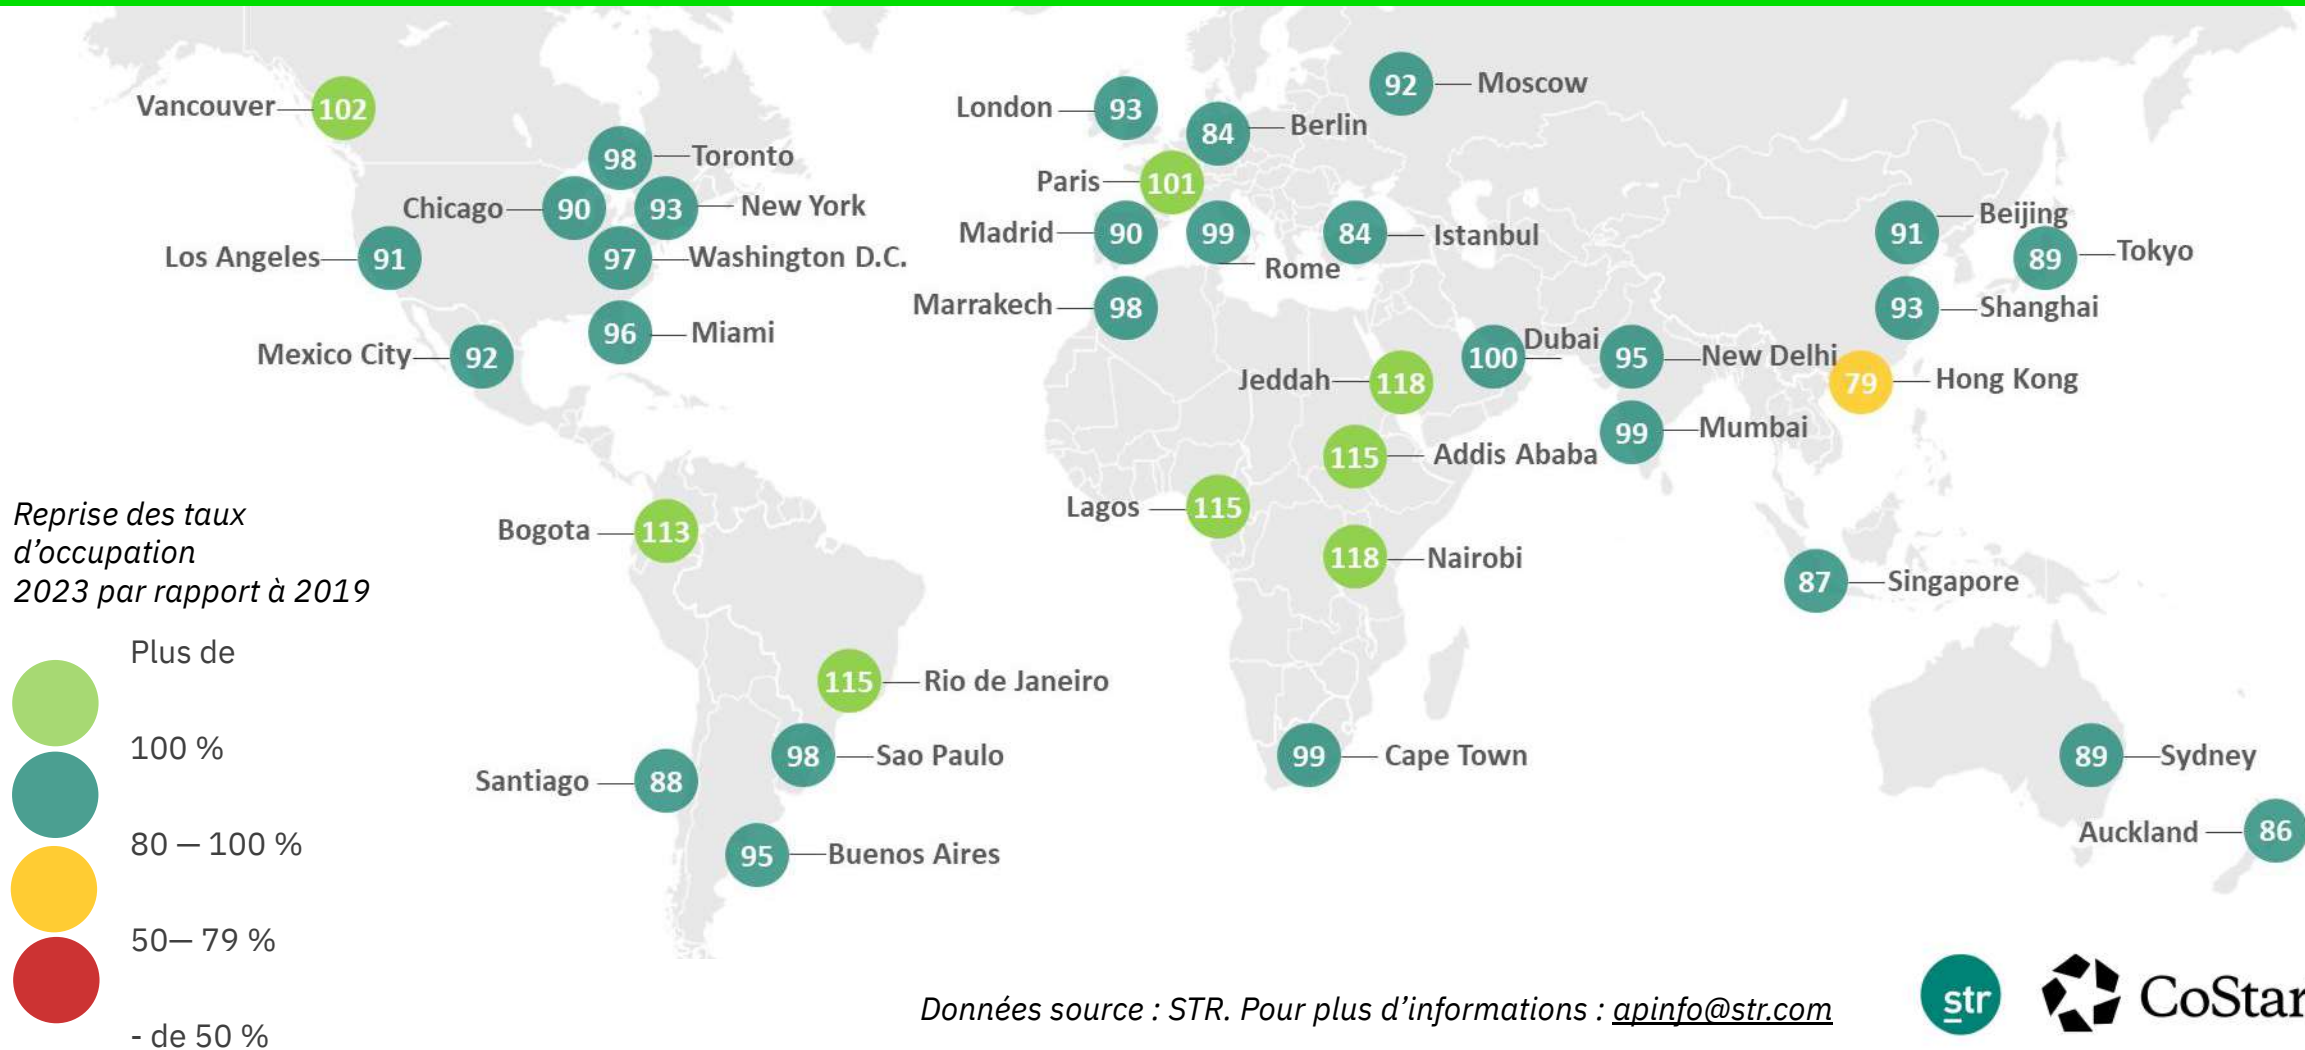 Moscow
92
Vancouver
102
London
93
Berlin
84
Toronto
98
Paris
101
Chicago
90
93
New York
Beijing
91
Madrid
90
99
Rome
84
Istanbul
Los Angeles
91
97
Washington D.C.
89
Tokyo
Marrakech
98
93
Shanghai
96
Miami
Mexico City
92
Dubai
100
95
New Delhi
Jeddah
118
79
Hong Kong
99
Mumbai
115
Addis Ababa
Lagos
115
Bogota
113
118
Nairobi
87
Singapore
115
Rio de Janeiro
98
Sao Paulo
99
Cape Town
89
Sydney
Santiago
88
Auckland
86
95
Buenos Aires
Reprise des taux
d’occupation
2023 par rapport à 2019
Plus de
100 %
80 — 100 %
50— 79 %
- de 50 %
Données source : STR. Pour plus d’informations : apinfo@str.com
str
CoStar